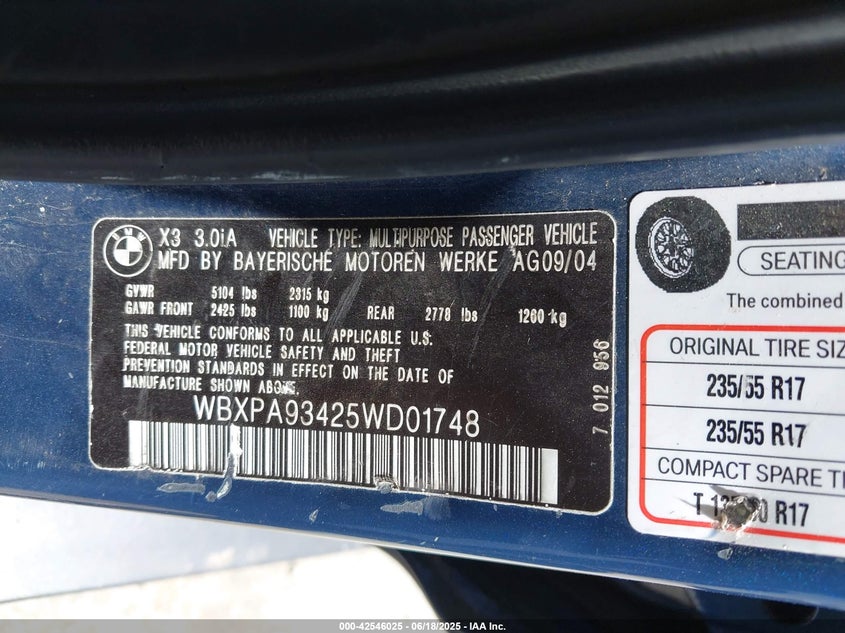 BMW
X3 3.0iA VEHICLE TYPE: MULTIPURPOSE PASSENGER VEHICLE
MFD BY BAYERISCHE MOTOREN WERKE AG09/04
GVWR 5104 lbs 2315 kg
GAWR FRONT 2425 lbs 1100 kg REAR 2778 lbs 1260 kg
THIS VEHICLE CONFORMS TO ALL APPLICABLE U.S.
FEDERAL MOTOR VEHICLE SAFETY AND THEFT
PREVENTION STANDARDS IN EFFECT ON THE DATE OF
MANUFACTURE SHOWN ABOVE
WBXPA93425WD01748
7 012 956
SEATING
The combined
ORIGINAL TIRE SIZ
235/55 R17
235/55 R17
COMPACT SPARE TI
T R17
000-42546025 | 06/18/2025 - IAA Inc.